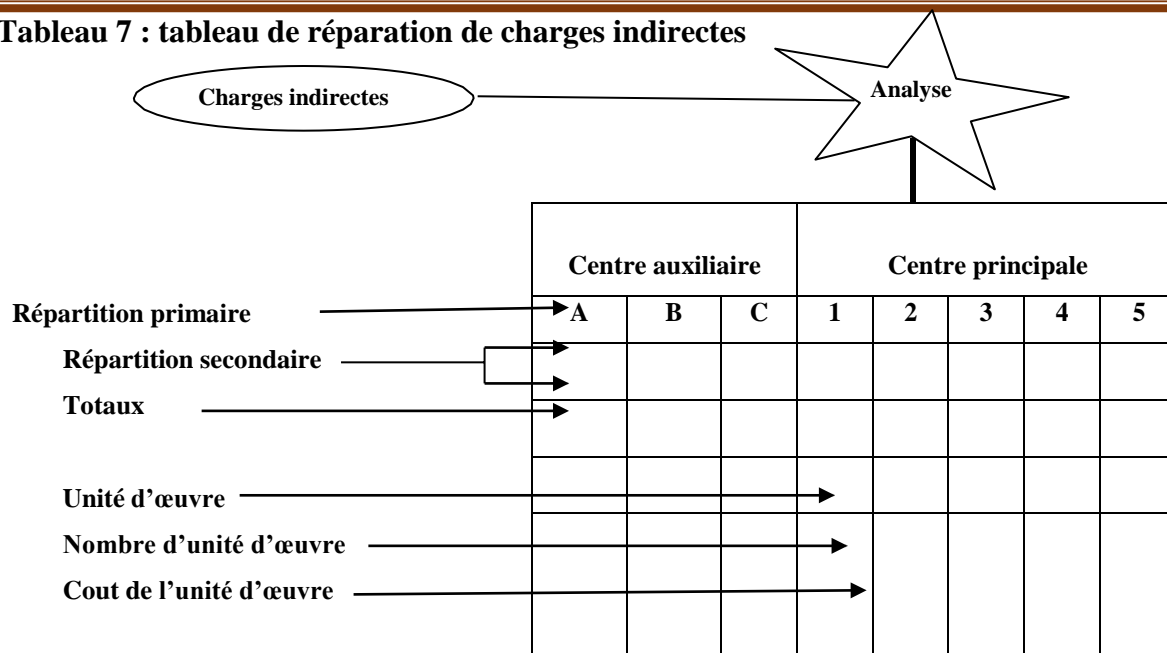 Tableau 7 : tableau de réparation de charges indirectes
Charges indirectes
Analyse
Centre auxiliaire Centre principale
Répartition primaire A B C 1 2 3 4 5
Répartition secondaire
Totaux
Unité d'œuvre
Nombre d'unité d'œuvre
Cout de l'unité d'œuvre